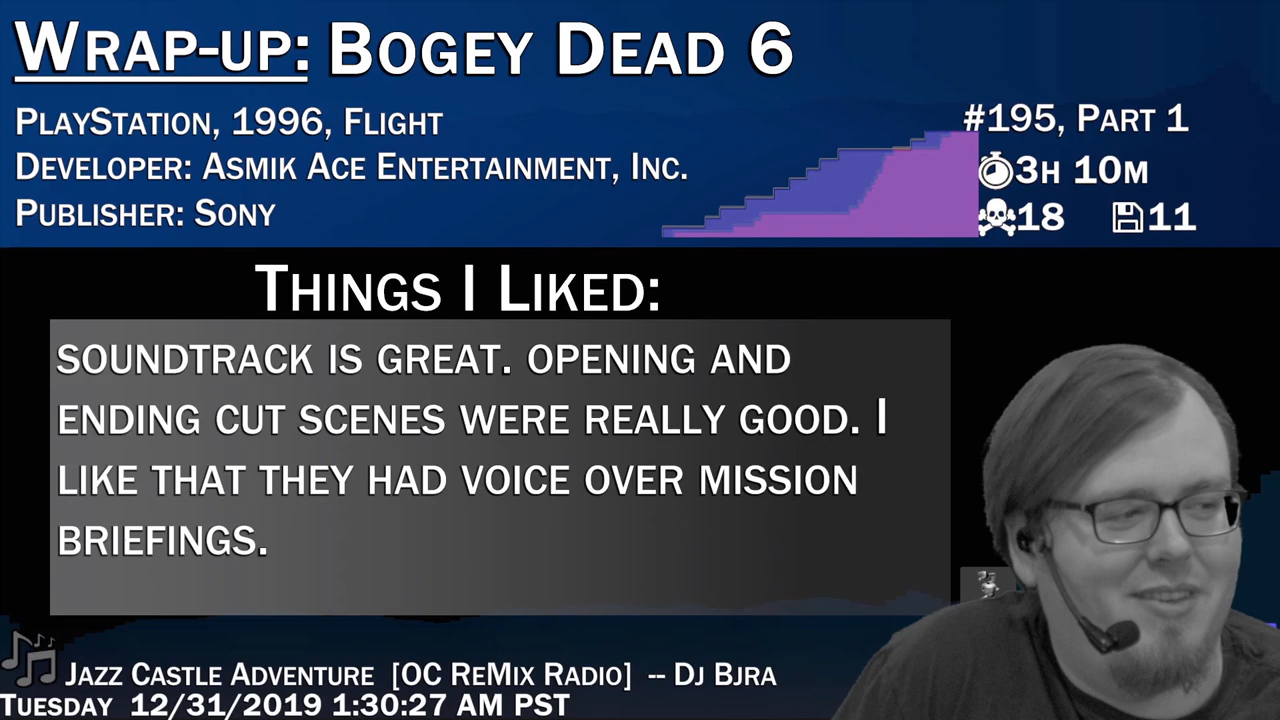 Wrap-up: Bogey Dead 6
PlayStation, 1996, Flight
#195, Part 1
Developer: Asmik Ace Entertainment, Inc.
3h 10m
Publisher: Sony
18 11
Things I Liked:
SOUNDTRACK IS GREAT. OPENING AND
ENDING CUT SCENES WERE REALLY GOOD. I
LIKE THAT THEY HAD VOICE OVER MISSION
BRIEFINGS.
Jazz Castle Adventure [OC ReMix Radio] -- Dj Bjra
Tuesday 12/31/2019 1:30:27 AM PST